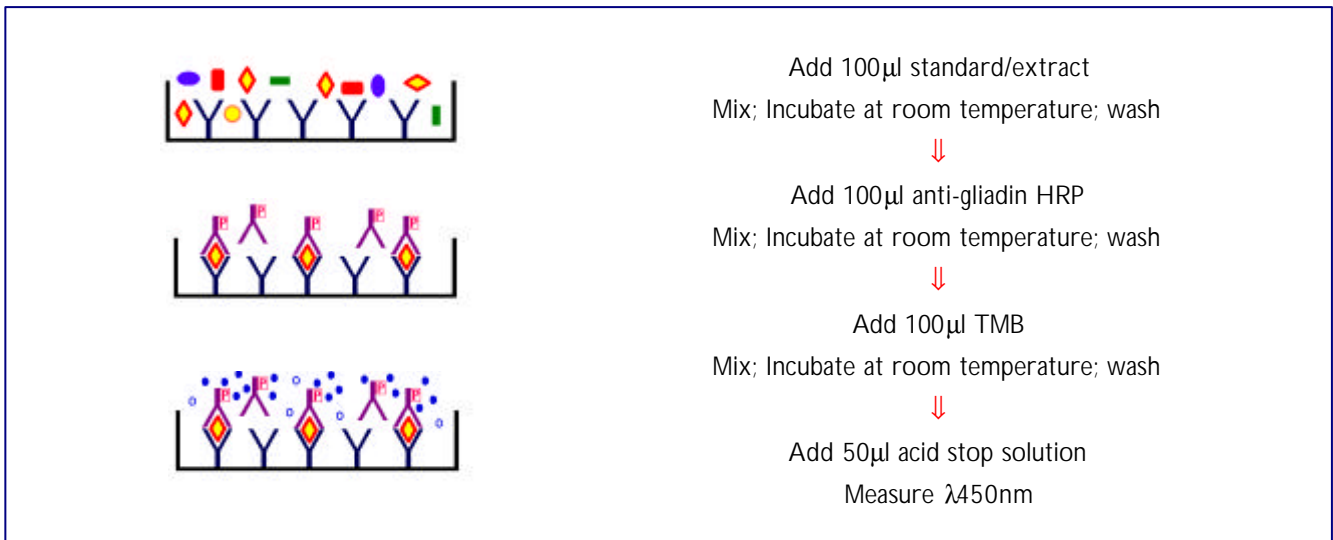 Add 100µl standard/extract
Mix; Incubate at room temperature; wash
⇓
Add 100µl anti-gliadin HRP
Mix; Incubate at room temperature; wash
⇓
Add 100µl TMB
Mix; Incubate at room temperature; wash
⇓
Add 50µl acid stop solution
Measure λ450nm
P P P P P
P P P P P